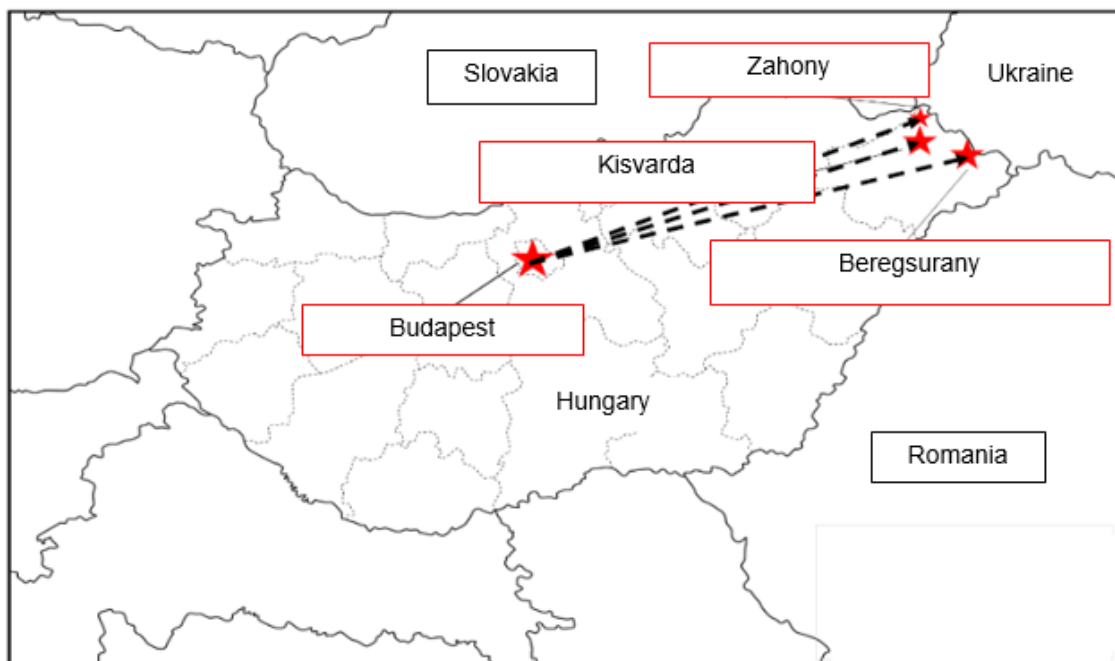 Zahony
Slovakia
Ukraine
Kisvarda
Beregsurany
Budapest
Hungary
Romania